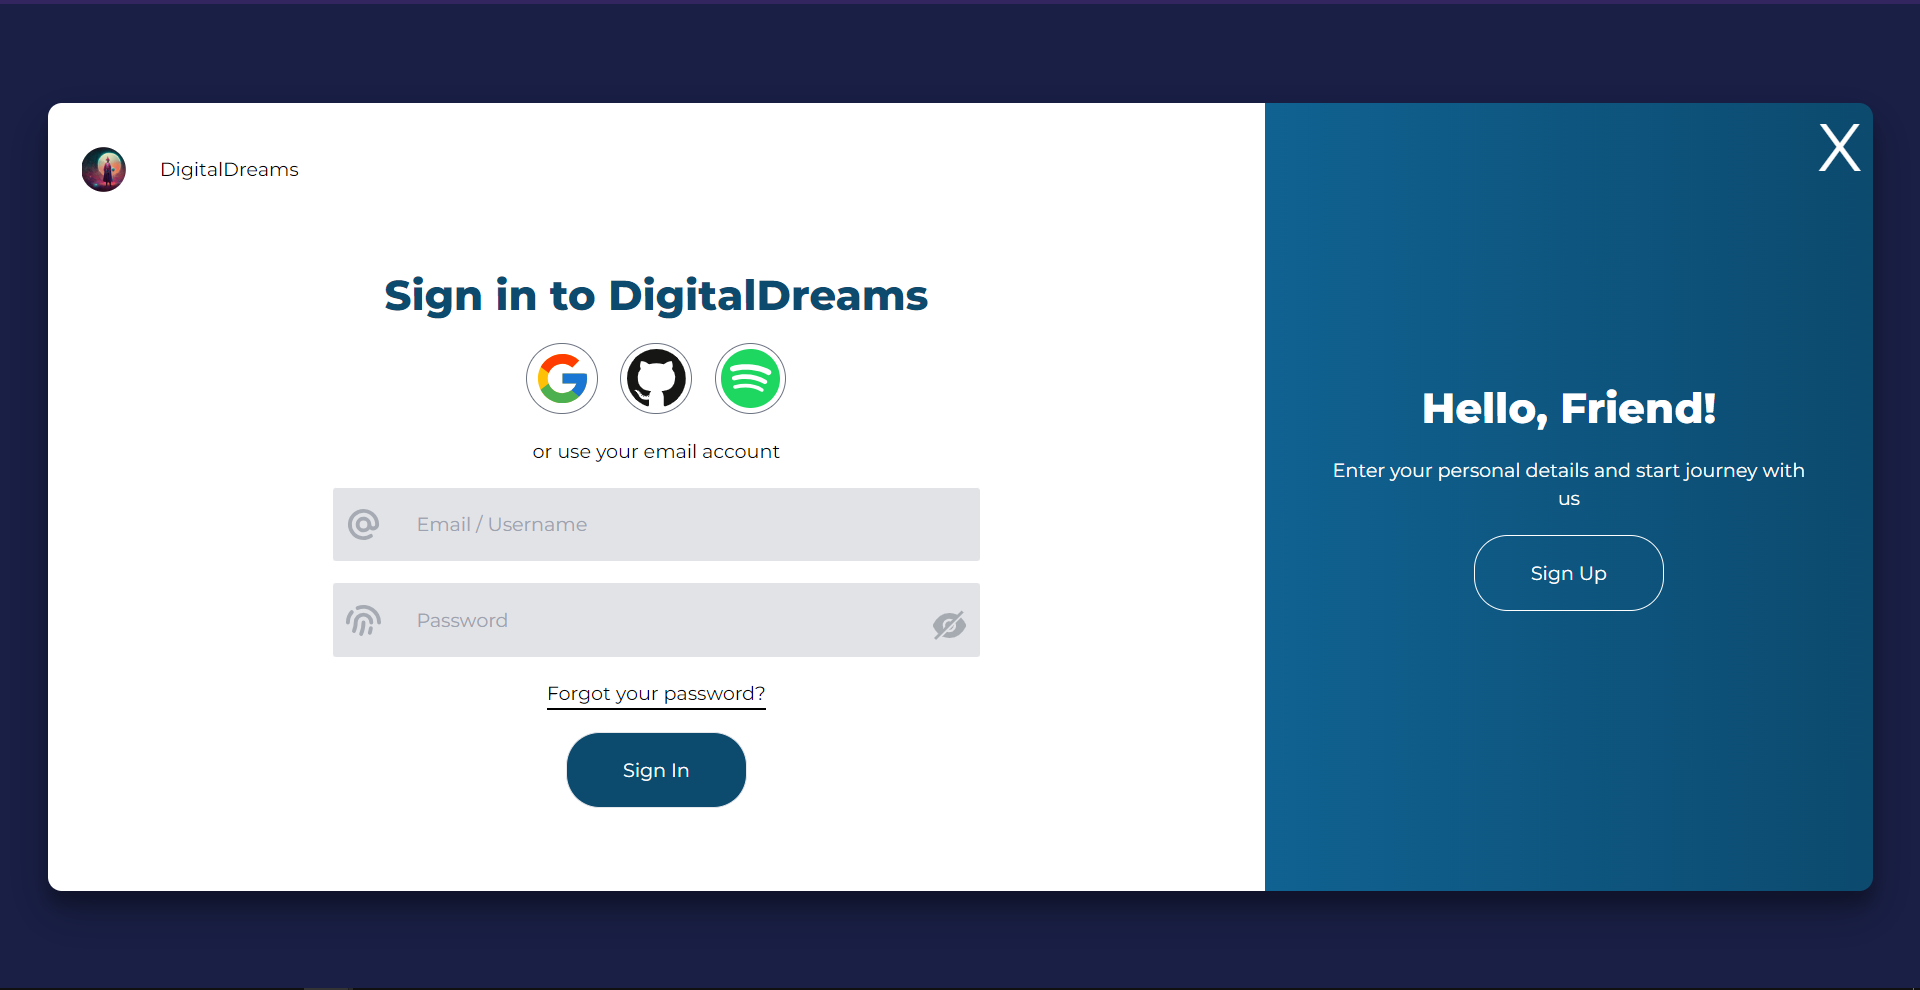 DigitalDreams
Sign in to DigitalDreams
or use your email account
Email / Username
Password
Forgot your password?
Sign In
X
Hello, Friend!
Enter your personal details and start journey with
us
Sign Up